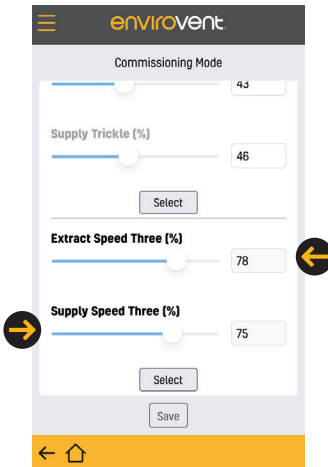 envirovent
Commissioning Mode
43
Supply Trickle (%)
46
Select
Extract Speed Three (%)
78
Supply Speed Three (%)
75
Select
Save